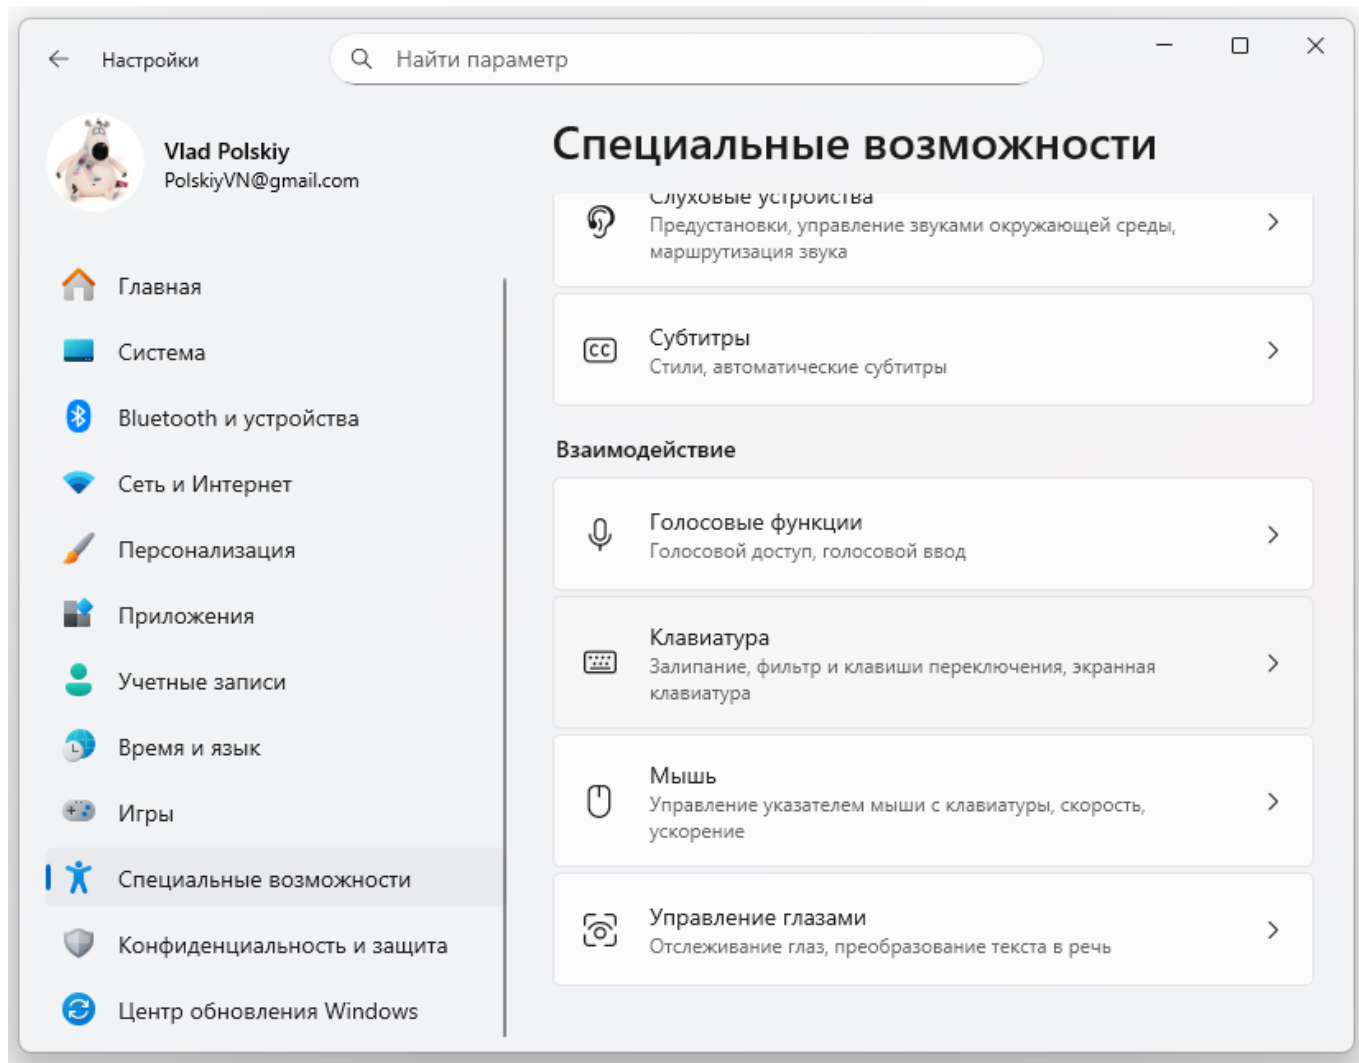 Настройки
Найти параметр
Vlad Polskiy
PolskiyVN@gmail.com
Главная
Система
Bluetooth и устройства
Сеть и Интернет
Персонализация
Приложения
Учетные записи
Время и язык
Игры
Специальные возможности
Конфиденциальность и защита
Центр обновления Windows
Специальные возможности
Слуховые устройства
Предустановки, управление звуками окружающей среды,
маршрутизация звука
CC
Субтитры
Стили, автоматические субтитры
Взаимодействие
Голосовые функции
Голосовой доступ, голосовой ввод
Клавиатура
Залипание, фильтр и клавиши переключения, экранная
клавиатура
Мышь
Управление указателем мыши с клавиатуры, скорость,
ускорение
Управление глазами
Отслеживание глаз, преобразование текста в речь